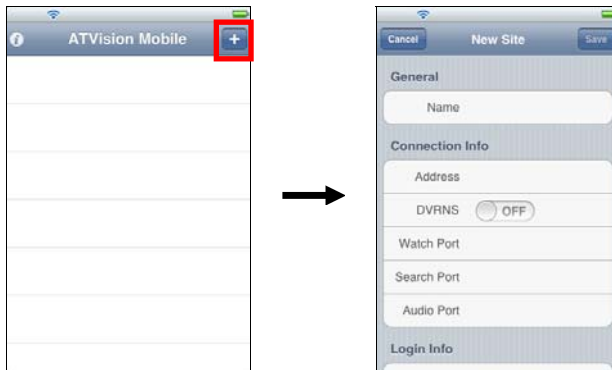 ATVision Mobile
+
Cancel New Site Save
General
Name
Connection Info
Address
DVRNS OFF
Watch Port
Search Port
Audio Port
Login Info